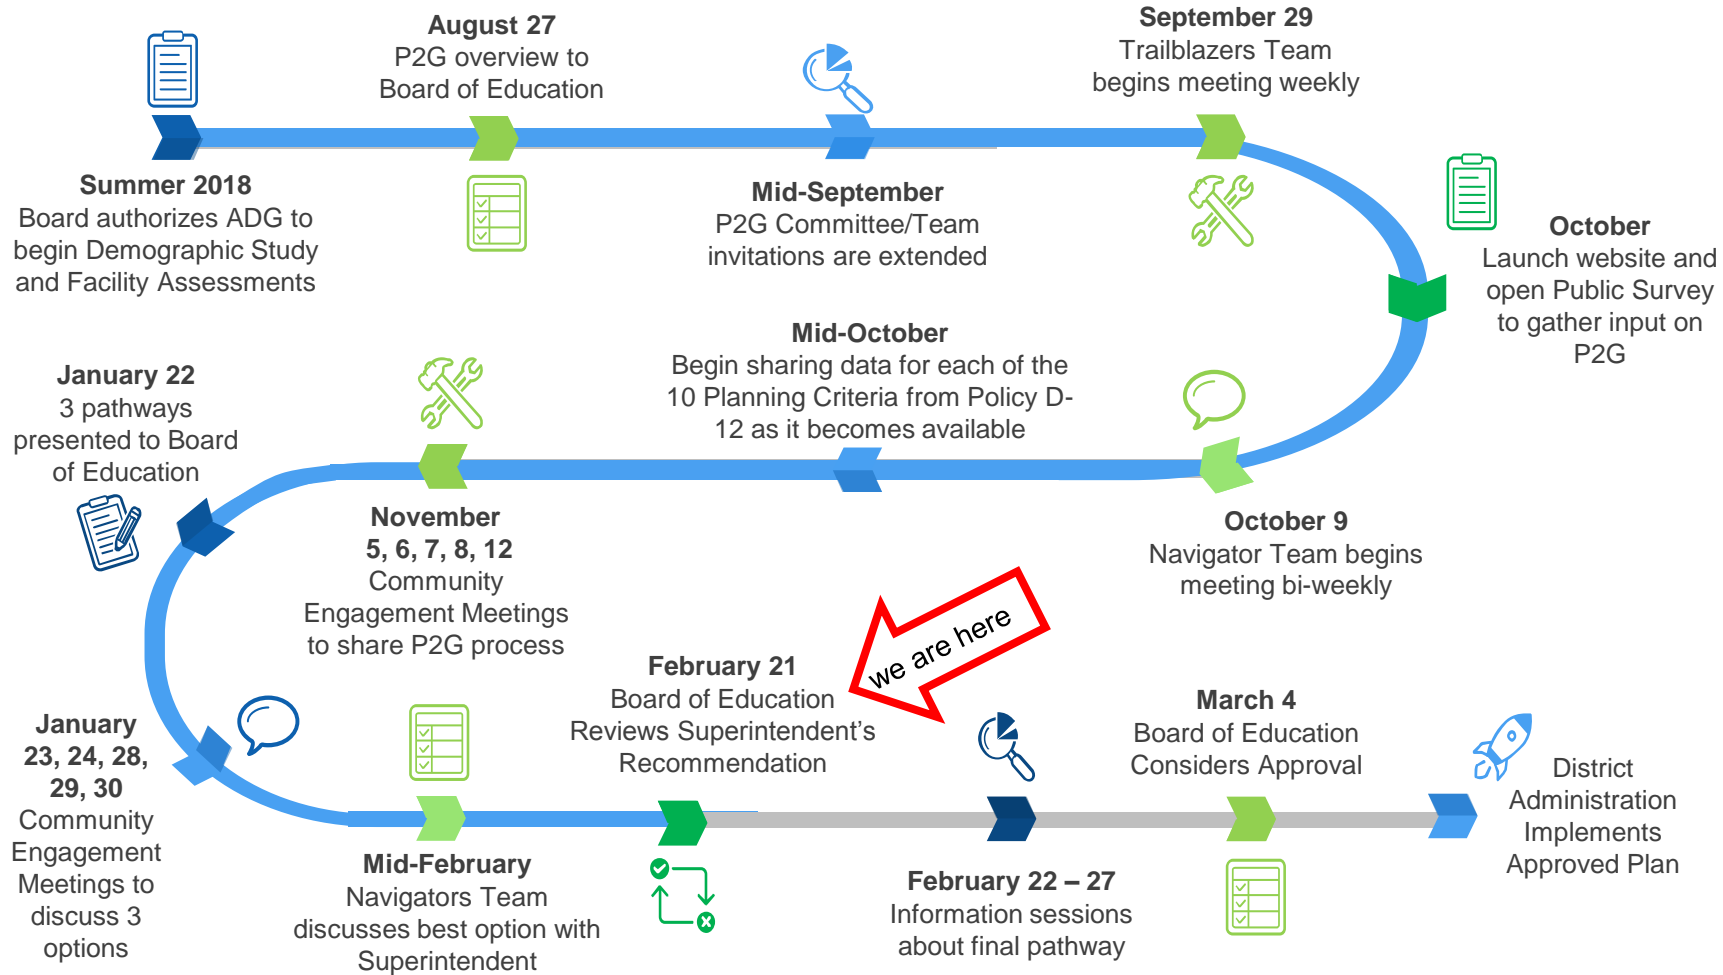 Summer 2018
Board authorizes ADG to
begin Demographic Study
and Facility Assessments
August 27
P2G overview to
Board of Education
Mid-September
P2G Committee/Team
invitations are extended
September 29
Trailblazers Team
begins meeting weekly
October
Launch website and
open Public Survey
to gather input on
P2G
October 9
Navigator Team begins
meeting bi-weekly
Mid-October
Begin sharing data for each of the
10 Planning Criteria from Policy D-
12 as it becomes available
November
5, 6, 7, 8, 12
Community
Engagement Meetings
to share P2G process
January 22
3 pathways
presented to Board
of Education
January
23, 24, 28,
29, 30
Community
Engagement
Meetings to
discuss 3
options
Mid-February
Navigators Team
discusses best option with
Superintendent
February 21
Board of Education
Reviews Superintendent’s
Recommendation
we are here
February 22 – 27
Information sessions
about final pathway
March 4
Board of Education
Considers Approval
District
Administration
Implements
Approved Plan